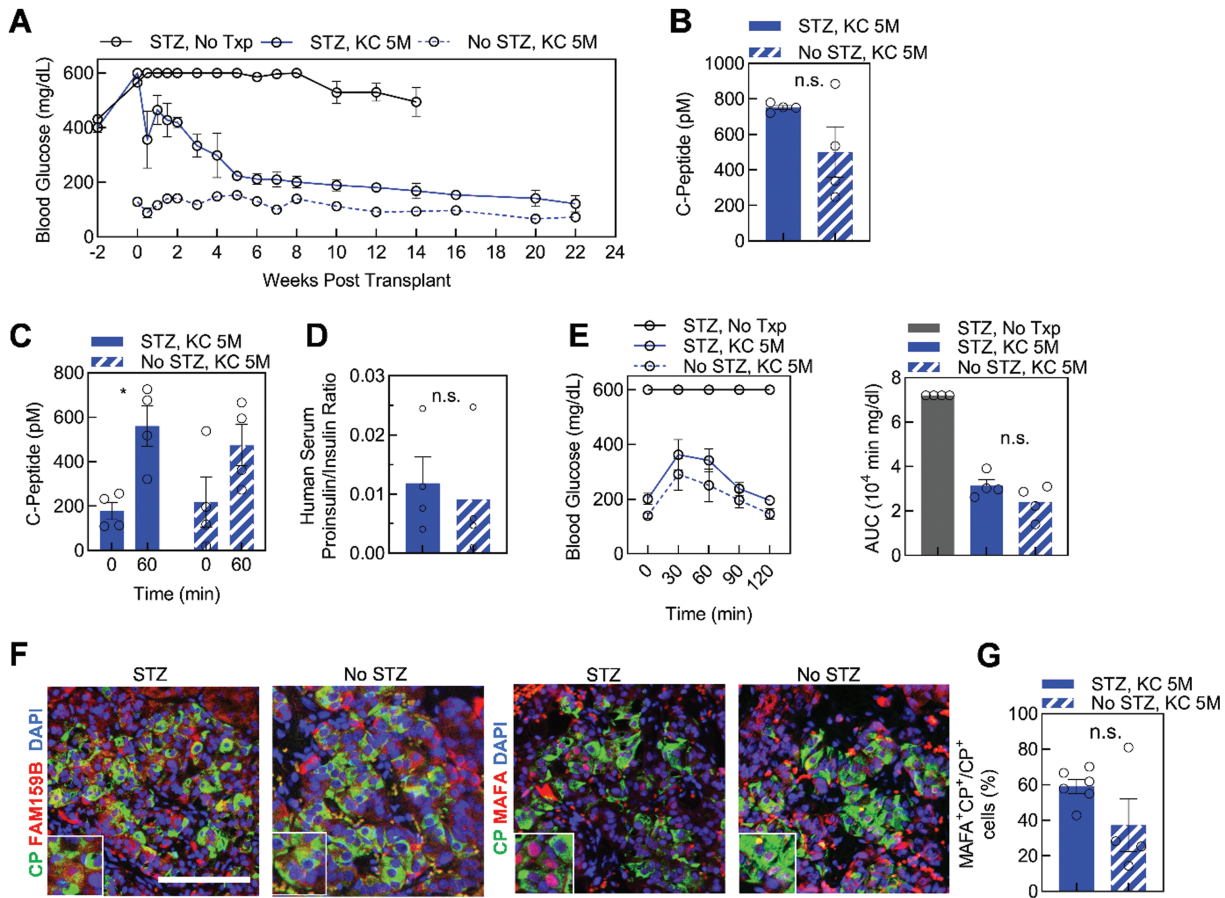 A
STZ, No Txp
STZ, KC 5M
No STZ, KC 5M
Blood Glucose (mg/dL)
600
400
200
0
-2 0 2 4 6 8 10 12 14 16 18 20 22 24
Weeks Post Transplant
B
STZ, KC 5M
No STZ, KC 5M
C-Peptide (pM)
1000
800
600
400
200
0
n.s.
C
STZ, KC 5M
No STZ, KC 5M
C-Peptide (pM)
800
600
400
200
0
*
0 60 0 60
Time (min)
D
STZ, KC 5M
No STZ, KC 5M
Human Serum
Proinsulin/Insulin Ratio
0.03
0.02
0.01
0.00
n.s.
E
STZ, No Txp
STZ, KC 5M
No STZ, KC 5M
Blood Glucose (mg/dL)
600
400
200
0
0 30 60 90 120
Time (min)
STZ, No Txp
STZ, KC 5M
No STZ, KC 5M
AUC (10⁴ min mg/dl)
8
6
4
2
0
n.s.
F
STZ
No STZ
STZ
No STZ
CP FAM159B DAPI
CP MAFA DAPI
G
STZ, KC 5M
No STZ, KC 5M
MAFA⁺CP⁺/CP⁺
cells (%)
100
80
60
40
20
0
n.s.